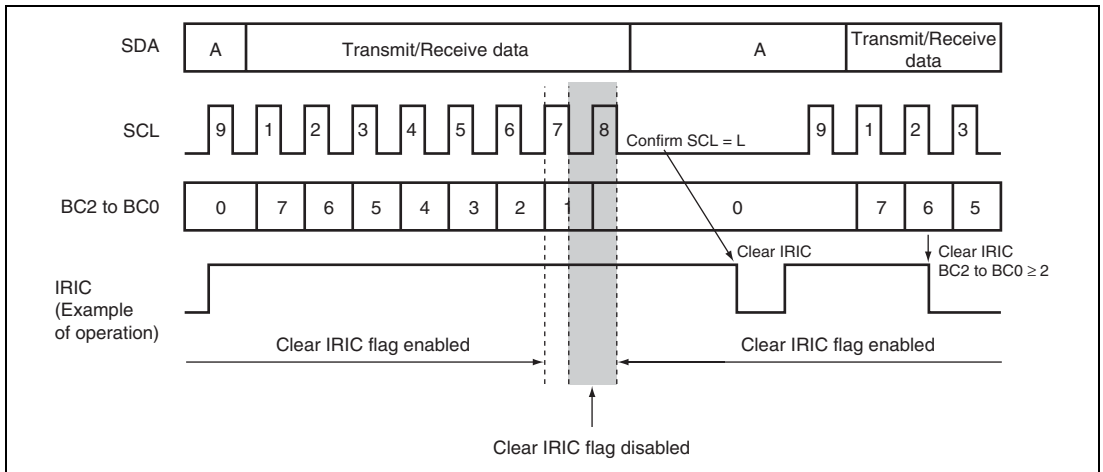 SDA A Transmit/Receive data A Transmit/Receive
data
SCL 9 1 2 3 4 5 6 7 8 9 1 2 3
Confirm SCL = L
BC2 to BC0 0 7 6 5 4 3 2 1 0 7 6 5
Clear IRIC Clear IRIC
BC2 to BC0 ≥ 2
IRIC
(Example
of operation)
Clear IRIC flag enabled Clear IRIC flag enabled
Clear IRIC flag disabled